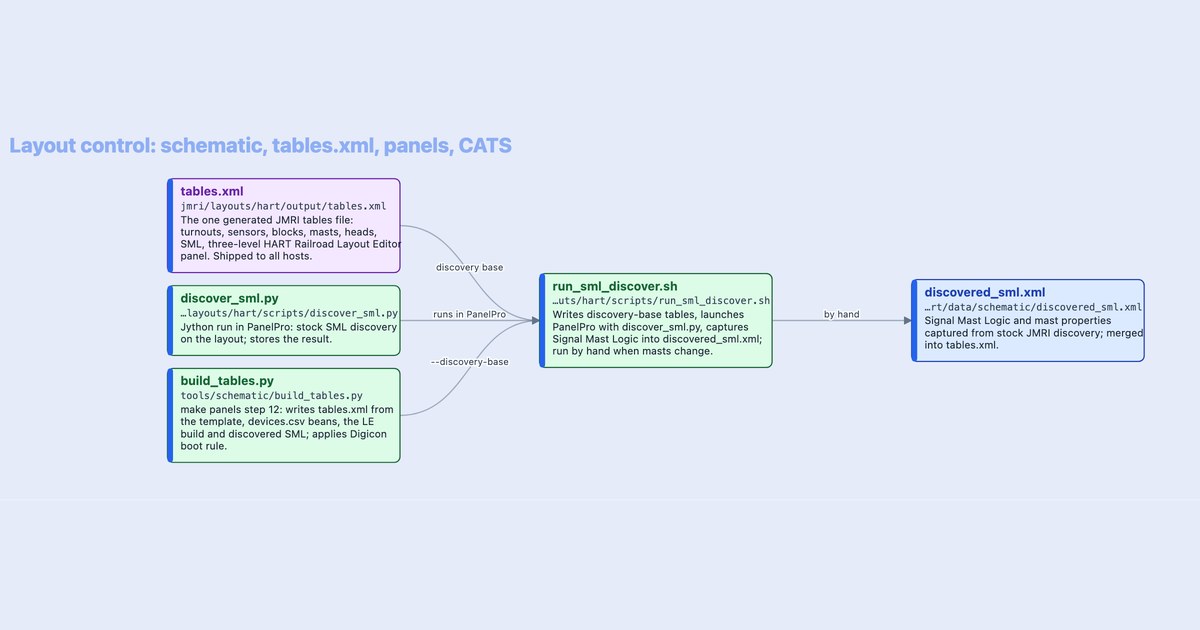 Layout control: schematic, tables.xml, panels, CATS
tables.xml
jmri/layouts/hart/output/tables.xml
The one generated JMRI tables file:
turnouts, sensors, blocks, masts, heads,
SML, three-level HART Railroad Layout Editor
panel. Shipped to all hosts.
discover_sml.py
…layouts/hart/scripts/discover_sml.py
Jython run in PanelPro: stock SML discovery
on the layout; stores the result.
build_tables.py
tools/schematic/build_tables.py
make panels step 12: writes tables.xml from
the template, devices.csv beans, the LE
build and discovered SML; applies Digicon
boot rule.
discovery base
runs in PanelPro
--discovery-base
run_sml_discover.sh
…uts/hart/scripts/run_sml_discover.sh
Writes discovery-base tables, launches
PanelPro with discover_sml.py, captures
Signal Mast Logic into discovered_sml.xml;
run by hand when masts change.
by hand
discovered_sml.xml
…rt/data/schematic/discovered_sml.xml
Signal Mast Logic and mast properties
captured from stock JMRI discovery; merged
into tables.xml.